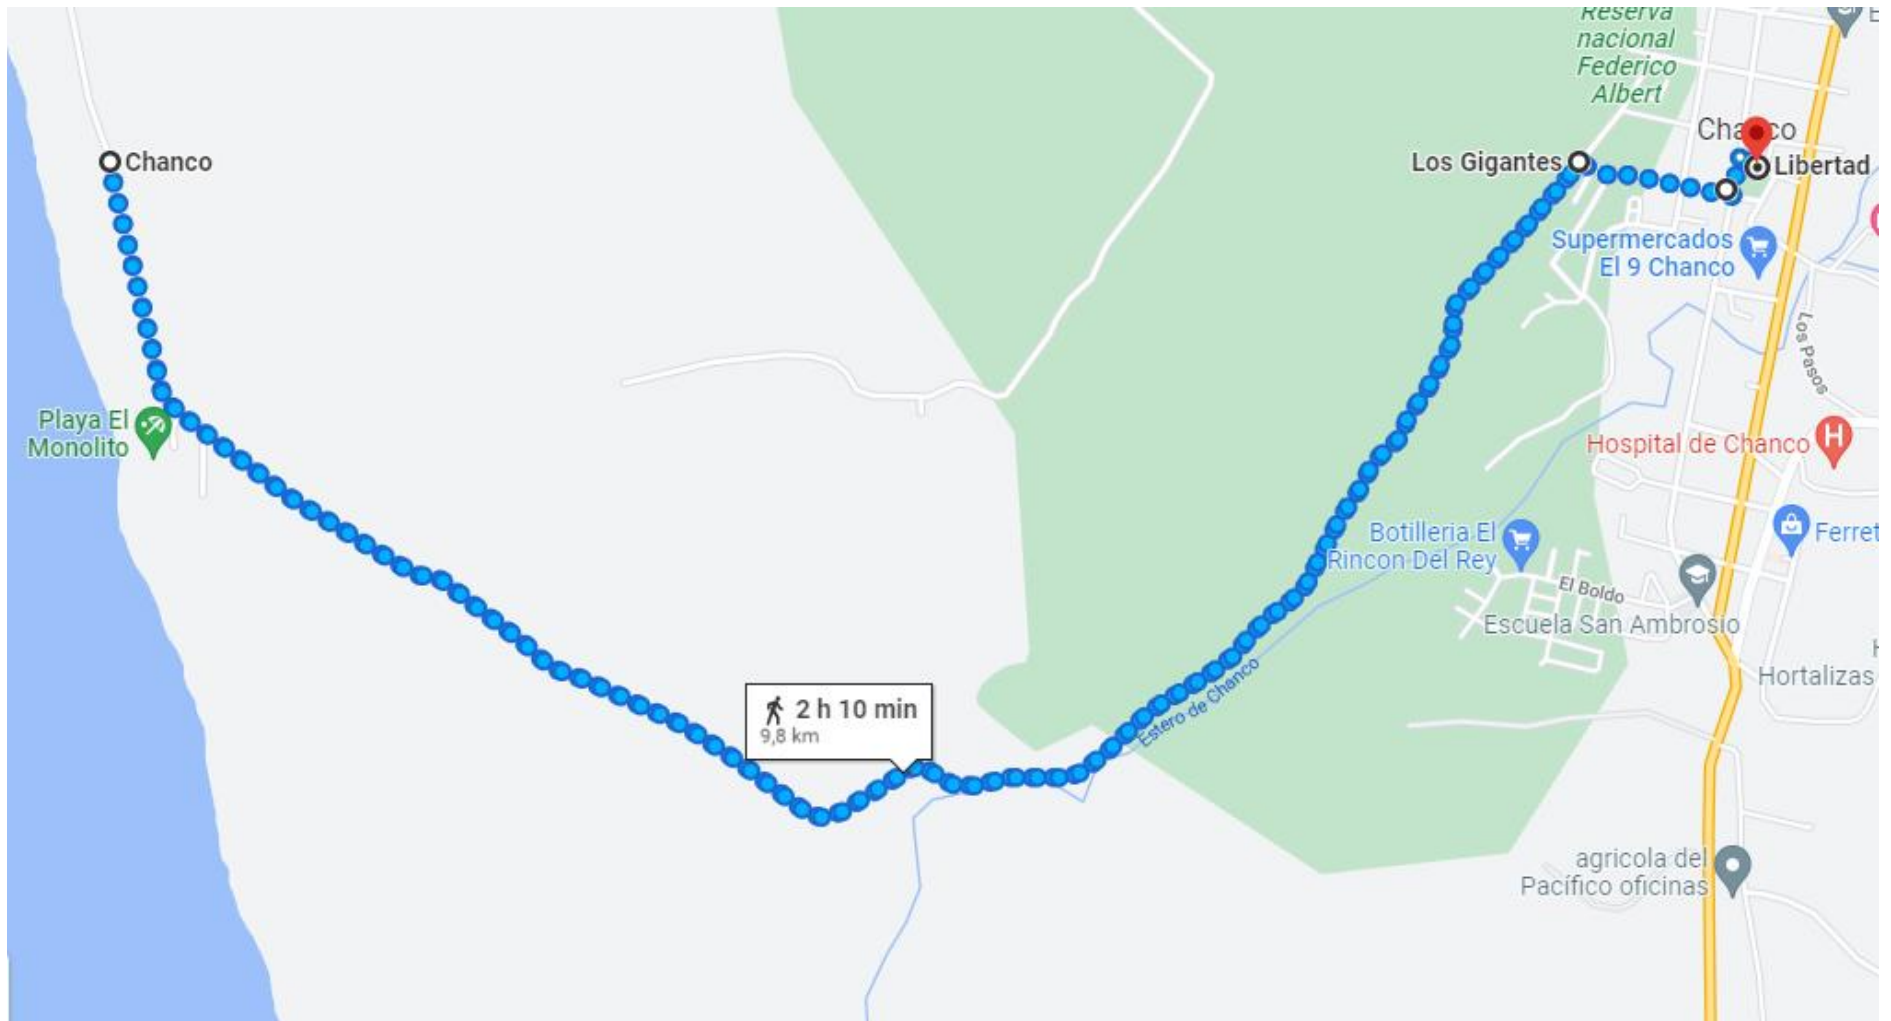 Reserva
nacional
Federico
Albert
E
Chanco
Los Gigantes
Libertad
Chanco
Supermercados
El 9 Chanco
Los Pasos
Playa El
Monolito
Hospital de Chanco
H
Botilleria El
Rincon Del Rey
Ferret
El Boldo
Escuela San Ambrosio
H
Hortalizas
Estero de Chanco
2 h 10 min
9,8 km
agricola del
Pacífico oficinas